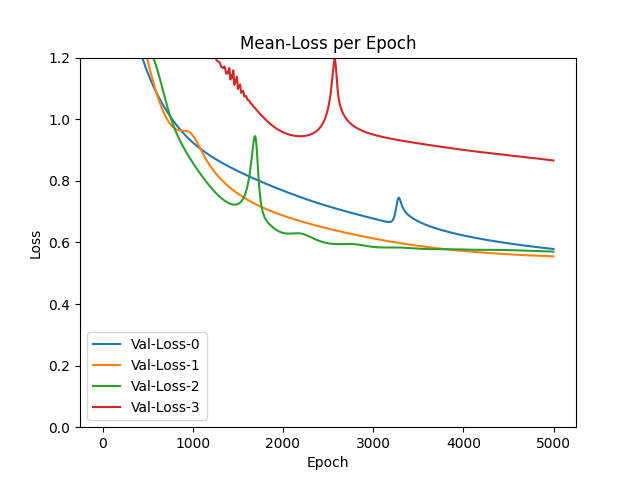 Mean-Loss per Epoch
1.2
1.0
0.8
0.6
0.4
0.2
0.0
Loss
Val-Loss-0
Val-Loss-1
Val-Loss-2
Val-Loss-3
0 1000 2000 3000 4000 5000
Epoch